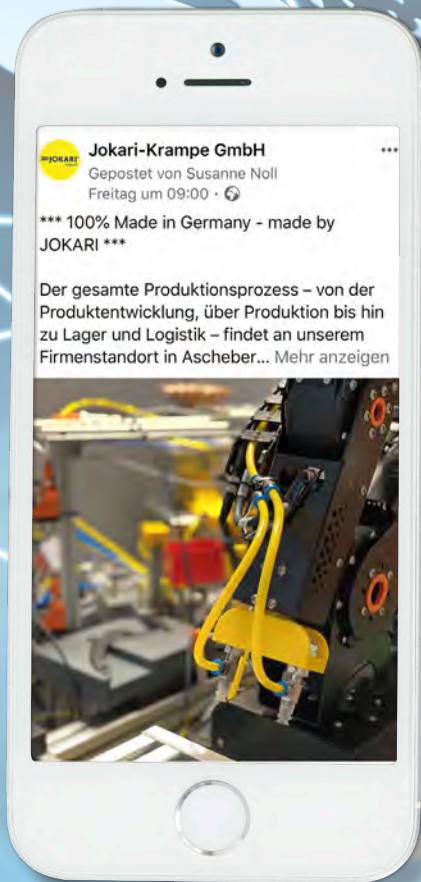 JOKARI
Jokari-Krampe GmbH
Gepostet von Susanne Noll
Freitag um 09:00 ·
*** 100% Made in Germany - made by
JOKARI ***
Der gesamte Produktionsprozess – von der
Produktentwicklung, über Produktion bis hin
zu Lager und Logistik – findet an unserem
Firmenstandort in Ascheber... Mehr anzeigen